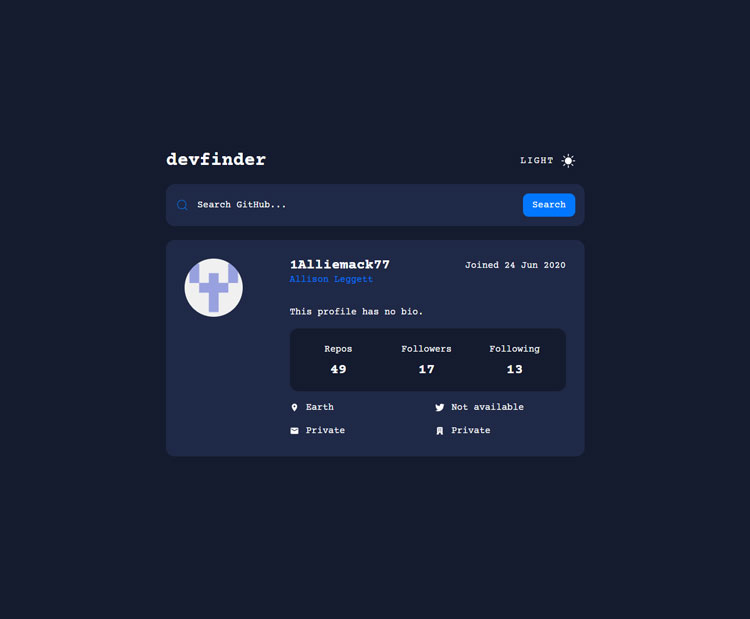 devfinder
LIGHT
Search GitHub...
Search
1Alliemack77
Joined 24 Jun 2020
Allison Leggett
This profile has no bio.
Repos Followers Following
49 17 13
Earth
Not available
Private
Private